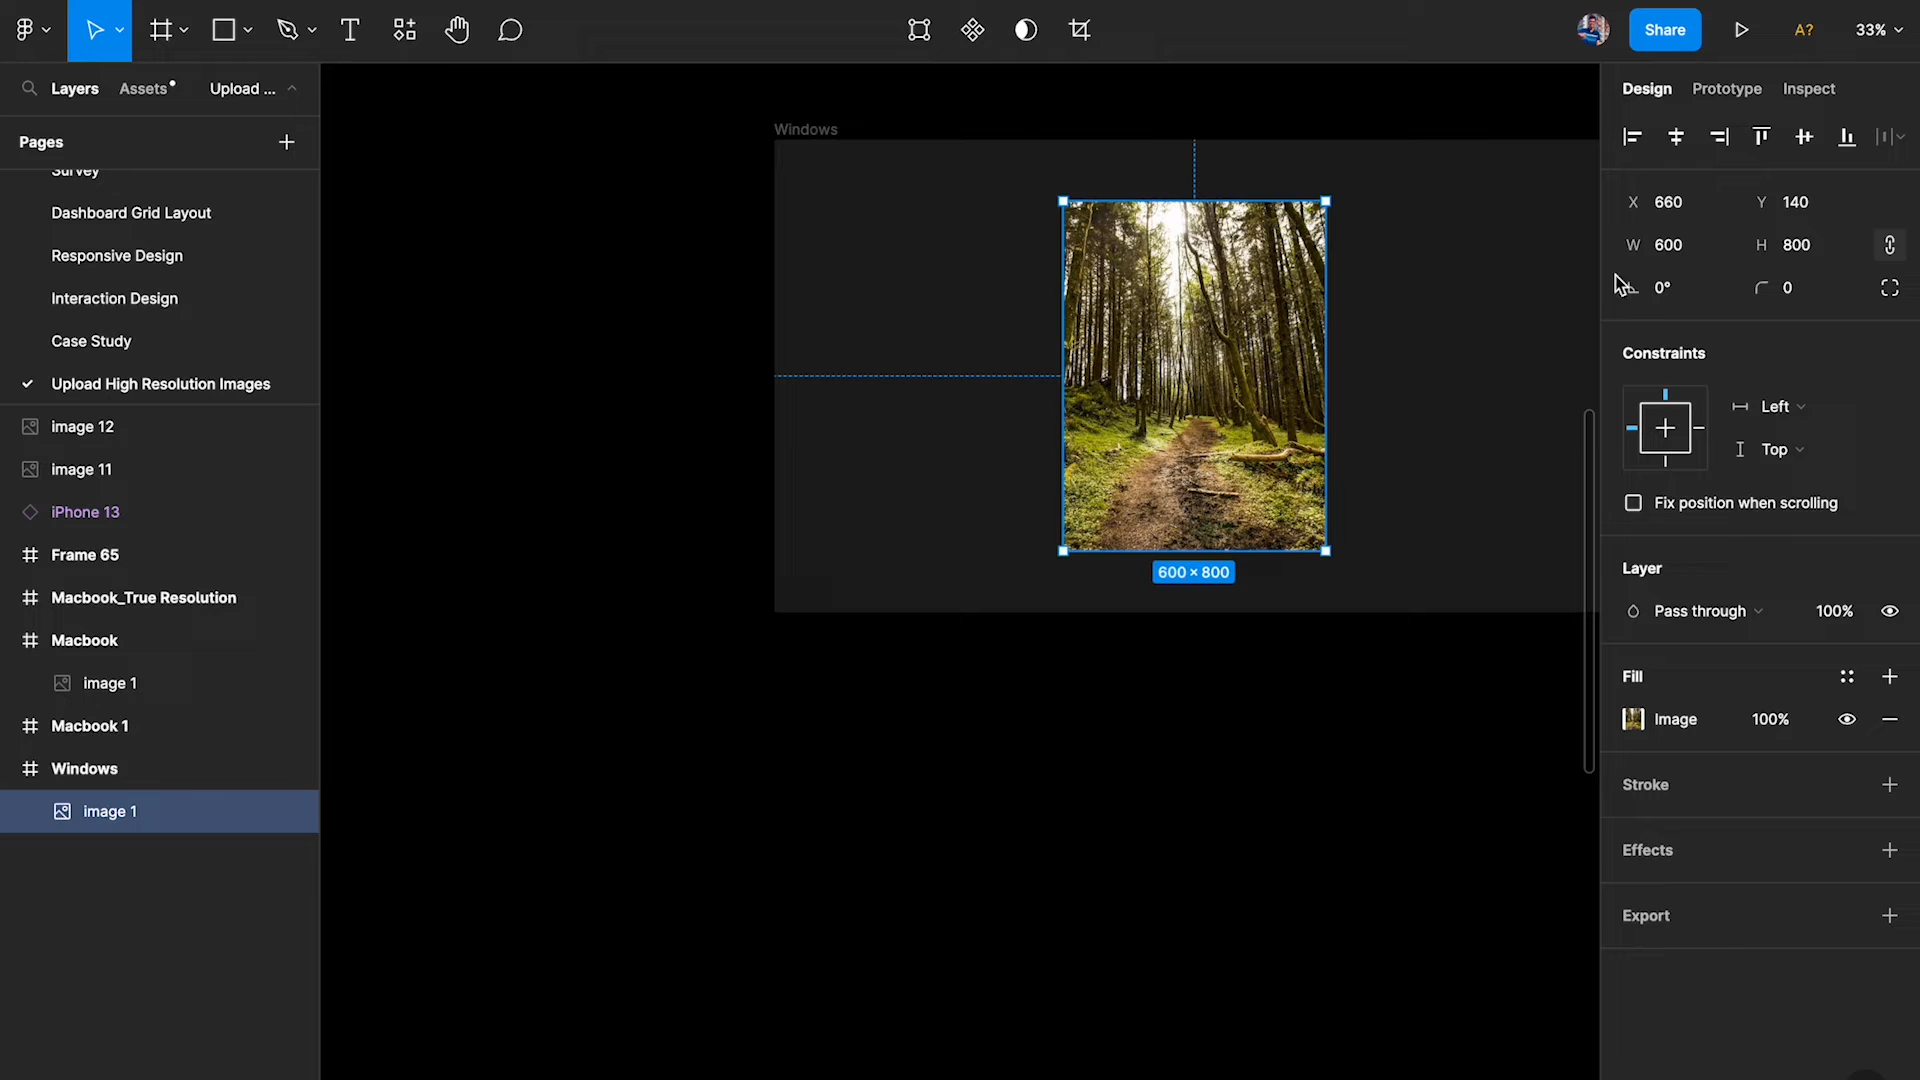 Share
A?
33%
Layers
Assets
Upload ...
Design
Prototype
Inspect
Pages
Survey
Dashboard Grid Layout
Responsive Design
Interaction Design
Case Study
Upload High Resolution Images
image 12
image 11
iPhone 13
Frame 65
Macbook_True Resolution
Macbook
image 1
Macbook 1
Windows
image 1
Windows
600 × 800
X 660 Y 140
W 600 H 800
0° 0
Constraints
Left
Top
Fix position when scrolling
Layer
Pass through 100%
Fill
Image 100%
Stroke
Effects
Export